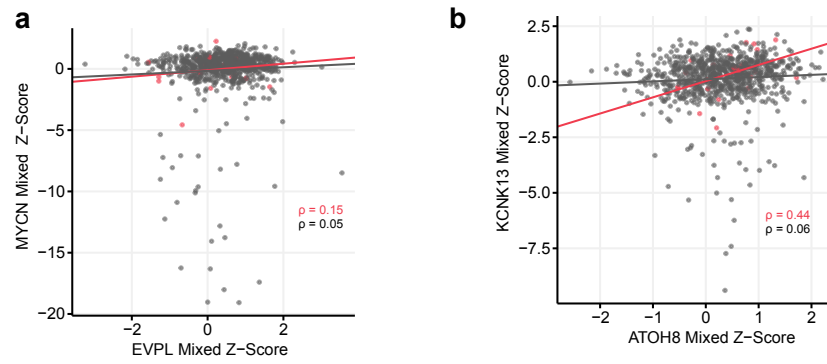 a
MYCN Mixed Z−Score
0
−5
−10
−15
−20
ρ = 0.15
ρ = 0.05
−2
0
2
EVPL Mixed Z−Score
b
KCNK13 Mixed Z−Score
2.5
0.0
−2.5
−5.0
−7.5
ρ = 0.44
ρ = 0.06
−2
−1
0
1
2
ATOH8 Mixed Z−Score